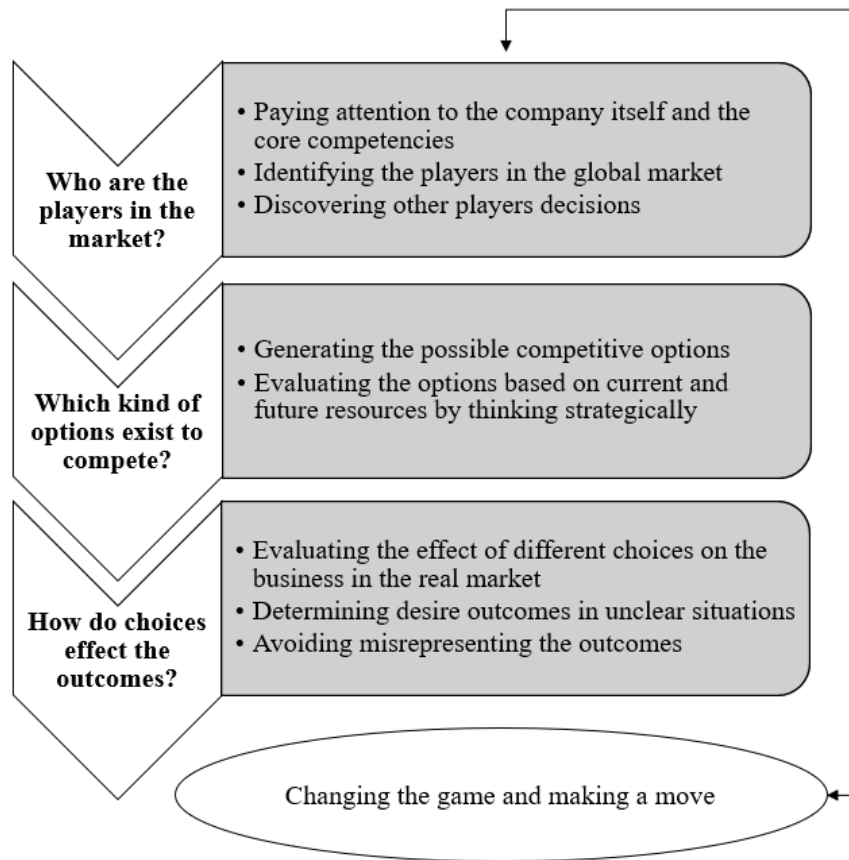 Who are the
players in the
market?
• Paying attention to the company itself and the
core competencies
• Identifying the players in the global market
• Discovering other players decisions
Which kind of
options exist to
compete?
• Generating the possible competitive options
• Evaluating the options based on current and
future resources by thinking strategically
How do choices
effect the
outcomes?
• Evaluating the effect of different choices on the
business in the real market
• Determining desire outcomes in unclear situations
• Avoiding misrepresenting the outcomes
Changing the game and making a move